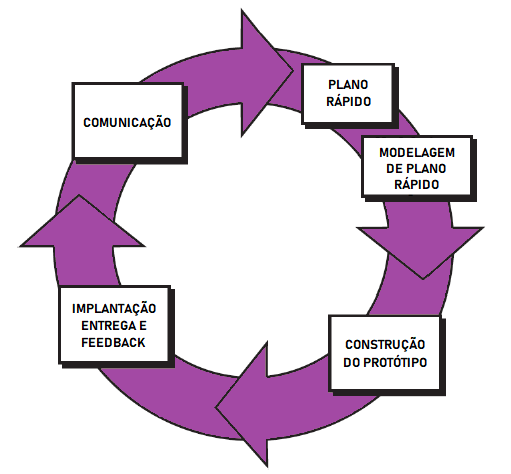 COMUNICAÇÃO
PLANO
RÁPIDO
MODELAGEM
DE PLANO
RÁPIDO
CONSTRUÇÃO
DO PROTÓTIPO
IMPLANTAÇÃO
ENTREGA E
FEEDBACK